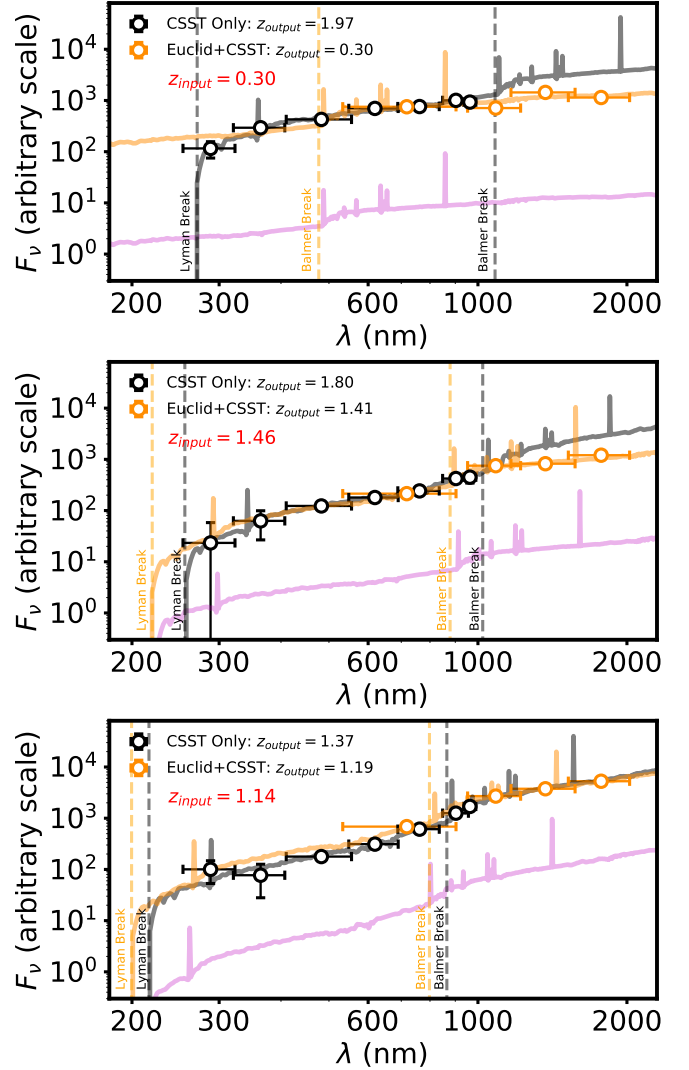 CSST Only: z_output = 1.97
Euclid+CSST: z_output = 0.30
z_input = 0.30
F_ν (arbitrary scale)
10^4
10^3
10^2
10^1
10^0
Lyman Break
Balmer Break
Balmer Break
200 300 600 1000 2000
λ (nm)
CSST Only: z_output = 1.80
Euclid+CSST: z_output = 1.41
z_input = 1.46
F_ν (arbitrary scale)
10^4
10^3
10^2
10^1
10^0
Lyman Break
Lyman Break
Balmer Break
Balmer Break
200 300 600 1000 2000
λ (nm)
CSST Only: z_output = 1.37
Euclid+CSST: z_output = 1.19
z_input = 1.14
F_ν (arbitrary scale)
10^4
10^3
10^2
10^1
10^0
Lyman Break
Lyman Break
Balmer Break
Balmer Break
200 300 600 1000 2000
λ (nm)